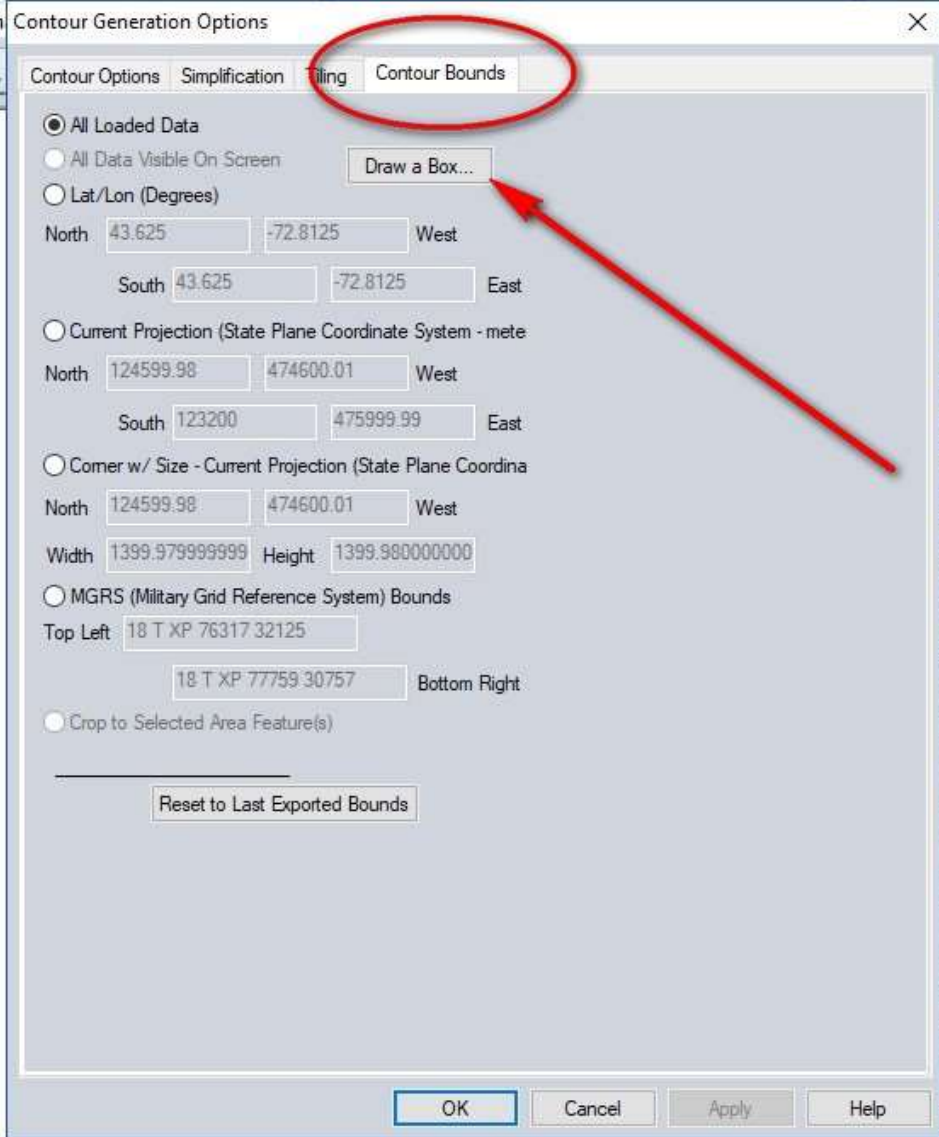 Contour Generation Options
Contour Options Simplification Tiling Contour Bounds
All Loaded Data
All Data Visible On Screen
Draw a Box...
Lat/Lon (Degrees)
North 43.625 -72.8125 West
South 43.625 -72.8125 East
Current Projection (State Plane Coordinate System - mete
North 124599.98 474600.01 West
South 123200 475999.99 East
Corner w/ Size - Current Projection (State Plane Coordina
North 124599.98 474600.01 West
Width 1399.979999999 Height 1399.980000000
MGRS (Military Grid Reference System) Bounds
Top Left 18 T XP 76317 32125
18 T XP 77759 30757 Bottom Right
Crop to Selected Area Feature(s)
Reset to Last Exported Bounds
OK Cancel Apply Help